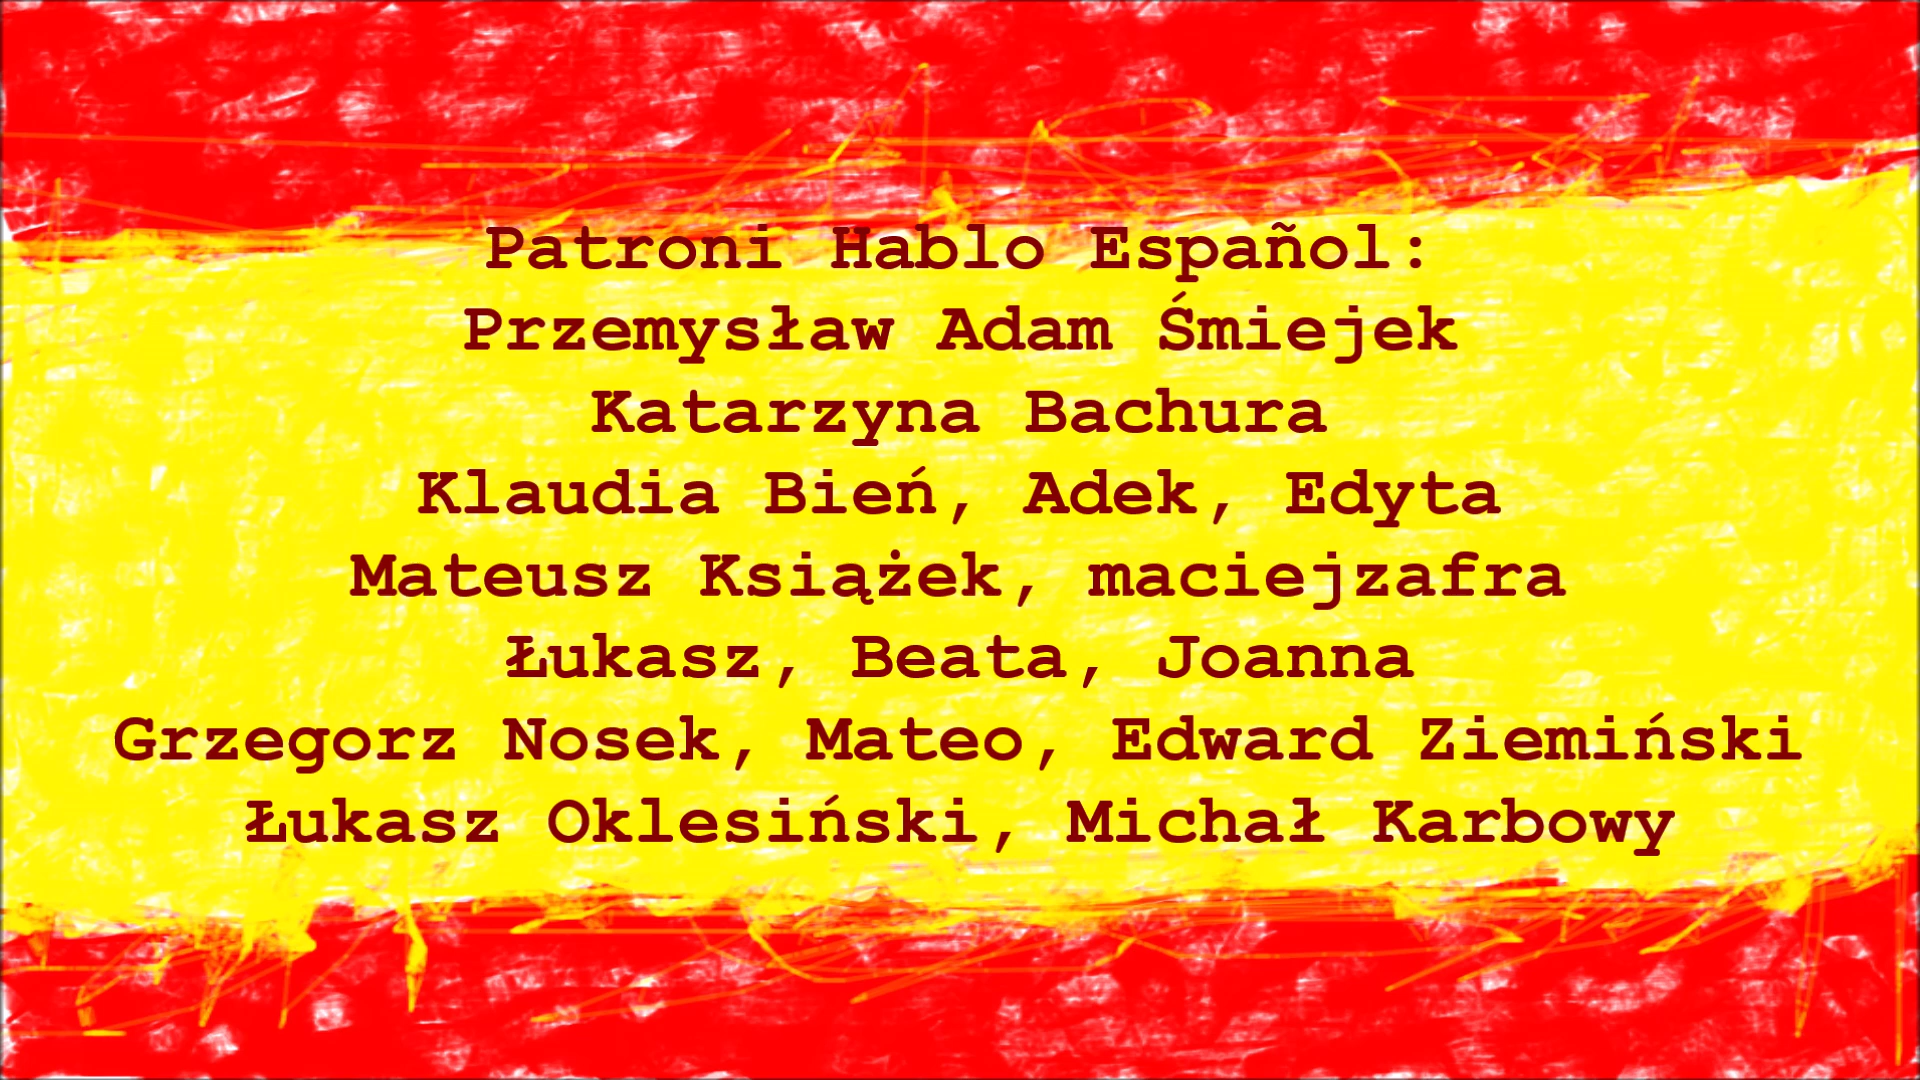 Patroni Hablo Español:
Przemysław Adam Śmiejek
Katarzyna Bachura
Klaudia Bień, Adek, Edyta
Mateusz Książek, maciejzafra
Łukasz, Beata, Joanna
Grzegorz Nosek, Mateo, Edward Ziemiński
Łukasz Oklesiński, Michał Karbowy